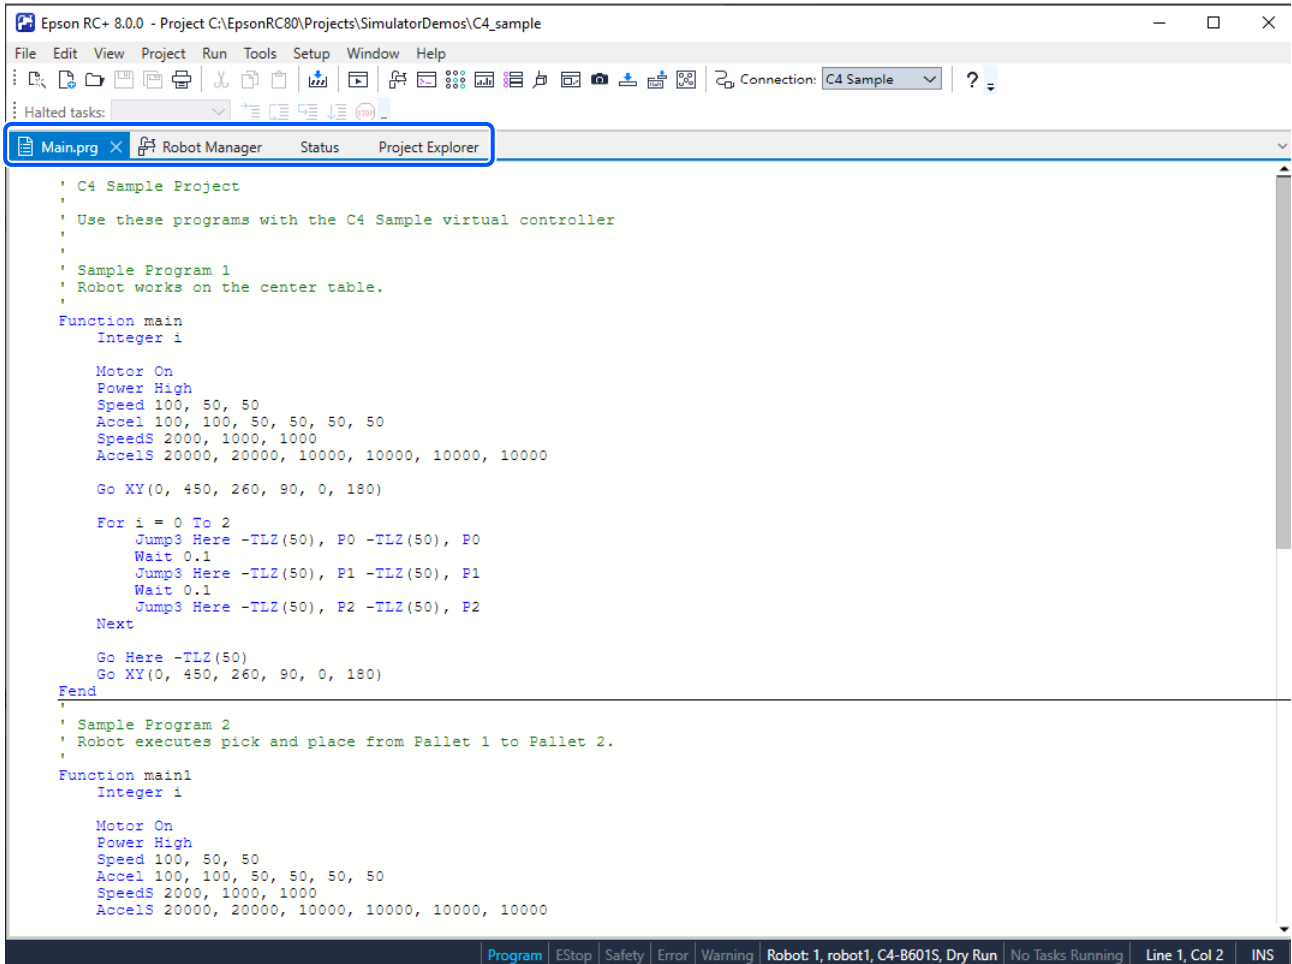 Epson RC+ 8.0.0 - Project C:\EpsonRC80\Projects\SimulatorDemos\C4_sample
File Edit View Project Run Tools Setup Window Help
Connection: C4 Sample ?
Halted tasks: STOP
Main.prg Robot Manager Status Project Explorer
' C4 Sample Project
'
' Use these programs with the C4 Sample virtual controller
'
'
' Sample Program 1
' Robot works on the center table.
'
Function main
Integer i
Motor On
Power High
Speed 100, 50, 50
Accel 100, 100, 50, 50, 50, 50
SpeedS 2000, 1000, 1000
AccelS 20000, 20000, 10000, 10000, 10000, 10000
Go XY(0, 450, 260, 90, 0, 180)
For i = 0 To 2
Jump3 Here -TLZ(50), P0 -TLZ(50), P0
Wait 0.1
Jump3 Here -TLZ(50), P1 -TLZ(50), P1
Wait 0.1
Jump3 Here -TLZ(50), P2 -TLZ(50), P2
Next
Go Here -TLZ(50)
Go XY(0, 450, 260, 90, 0, 180)
Fend
'
' Sample Program 2
' Robot executes pick and place from Pallet 1 to Pallet 2.
'
Function main1
Integer i
Motor On
Power High
Speed 100, 50, 50
Accel 100, 100, 50, 50, 50, 50
SpeedS 2000, 1000, 1000
AccelS 20000, 20000, 10000, 10000, 10000, 10000
Program EStop Safety Error Warning Robot: 1, robot1, C4-B601S, Dry Run No Tasks Running Line 1, Col 2 INS